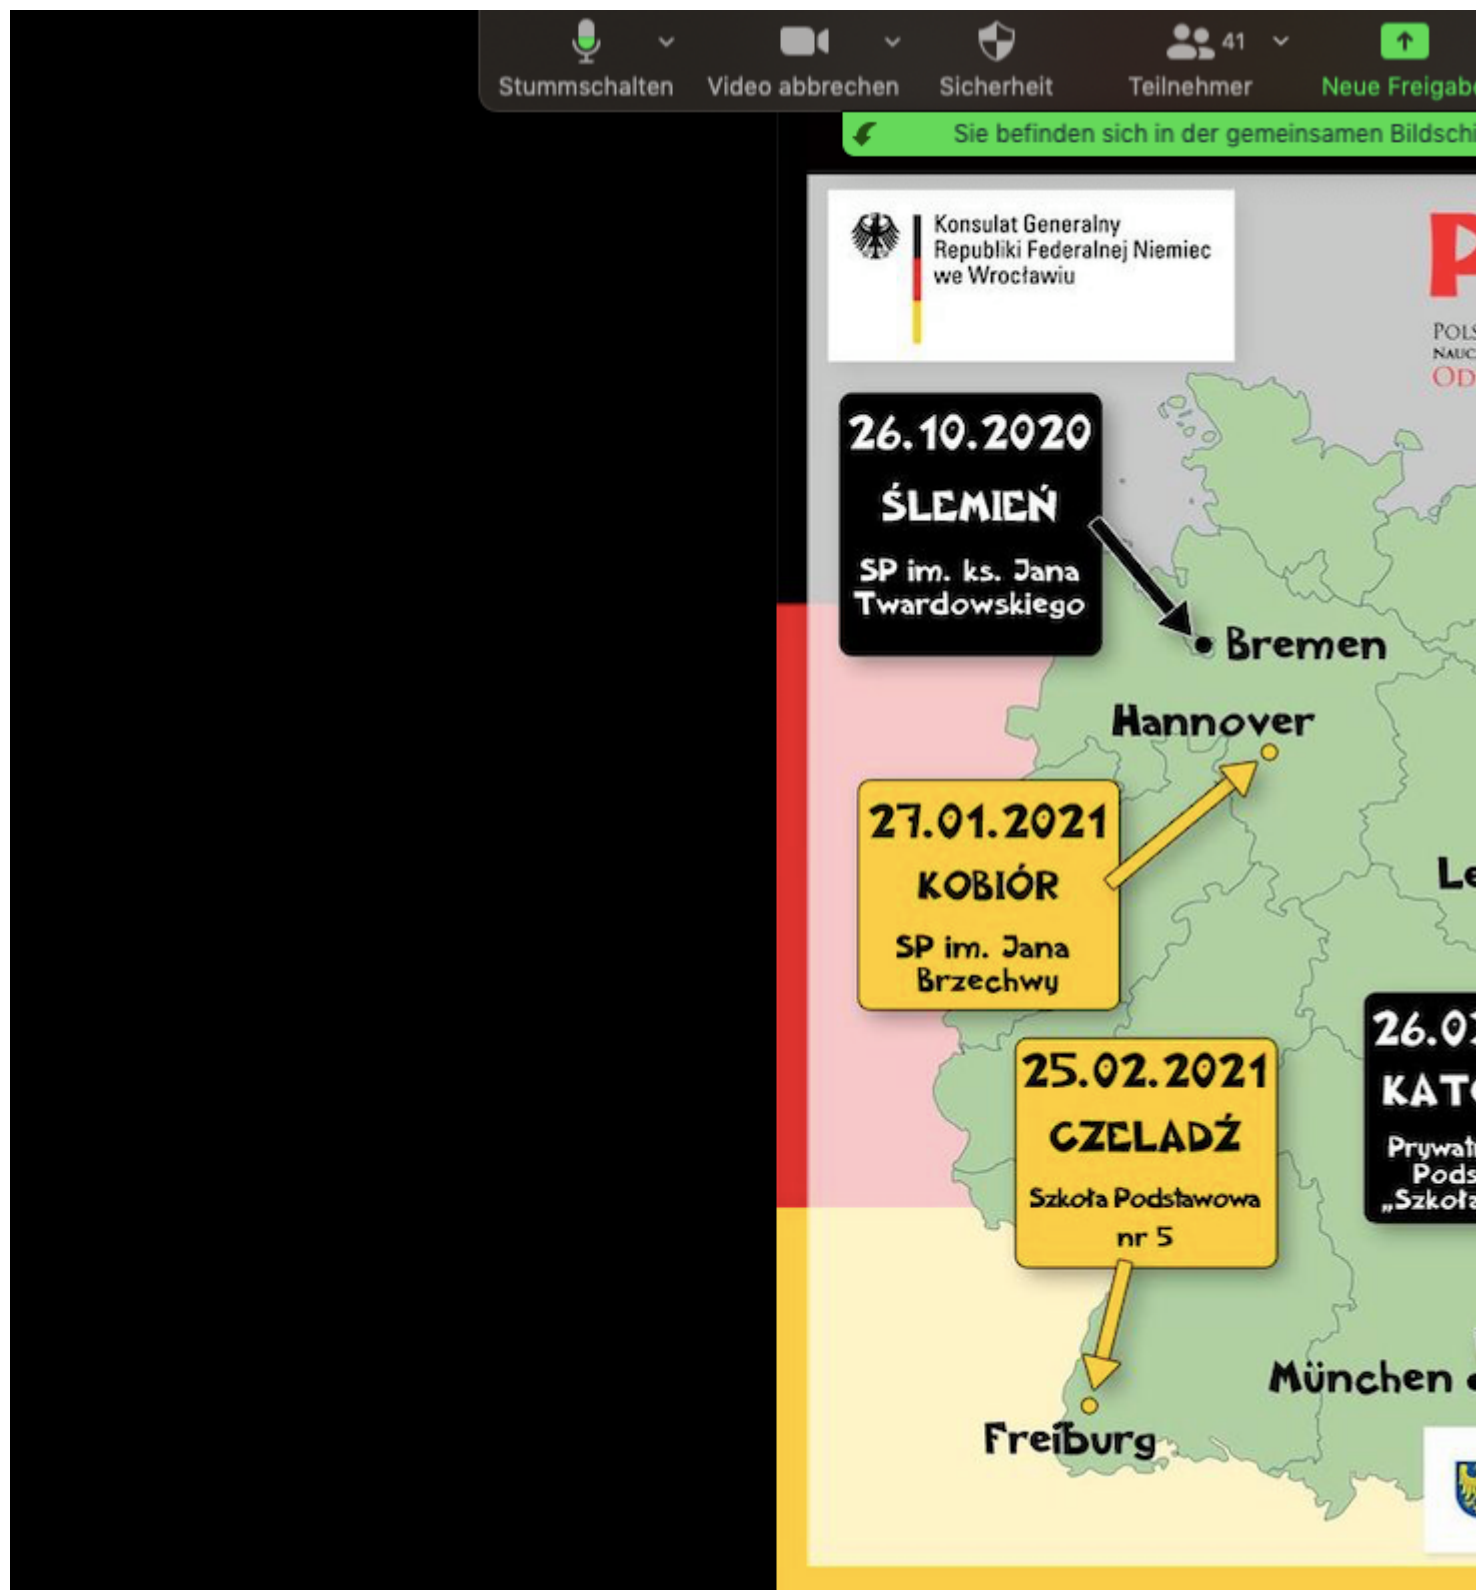 41
Stummschalten
Video abbrechen
Sicherheit
Teilnehmer
Neue Freigabe
Sie befinden sich in der gemeinsamen
Konsulat Generalny
Republiki Federalnej Niemiec
we Wrocławiu
26.10.2020
ŚLEMIEŃ
SP im. ks. Jana
Twardowskiego
Bremen
Hannover
27.01.2021
KOBIÓR
SP im. Jana
Brzechwy
25.02.2021
CZELADŹ
Szkoła Podstawowa
nr 5
München
Freiburg